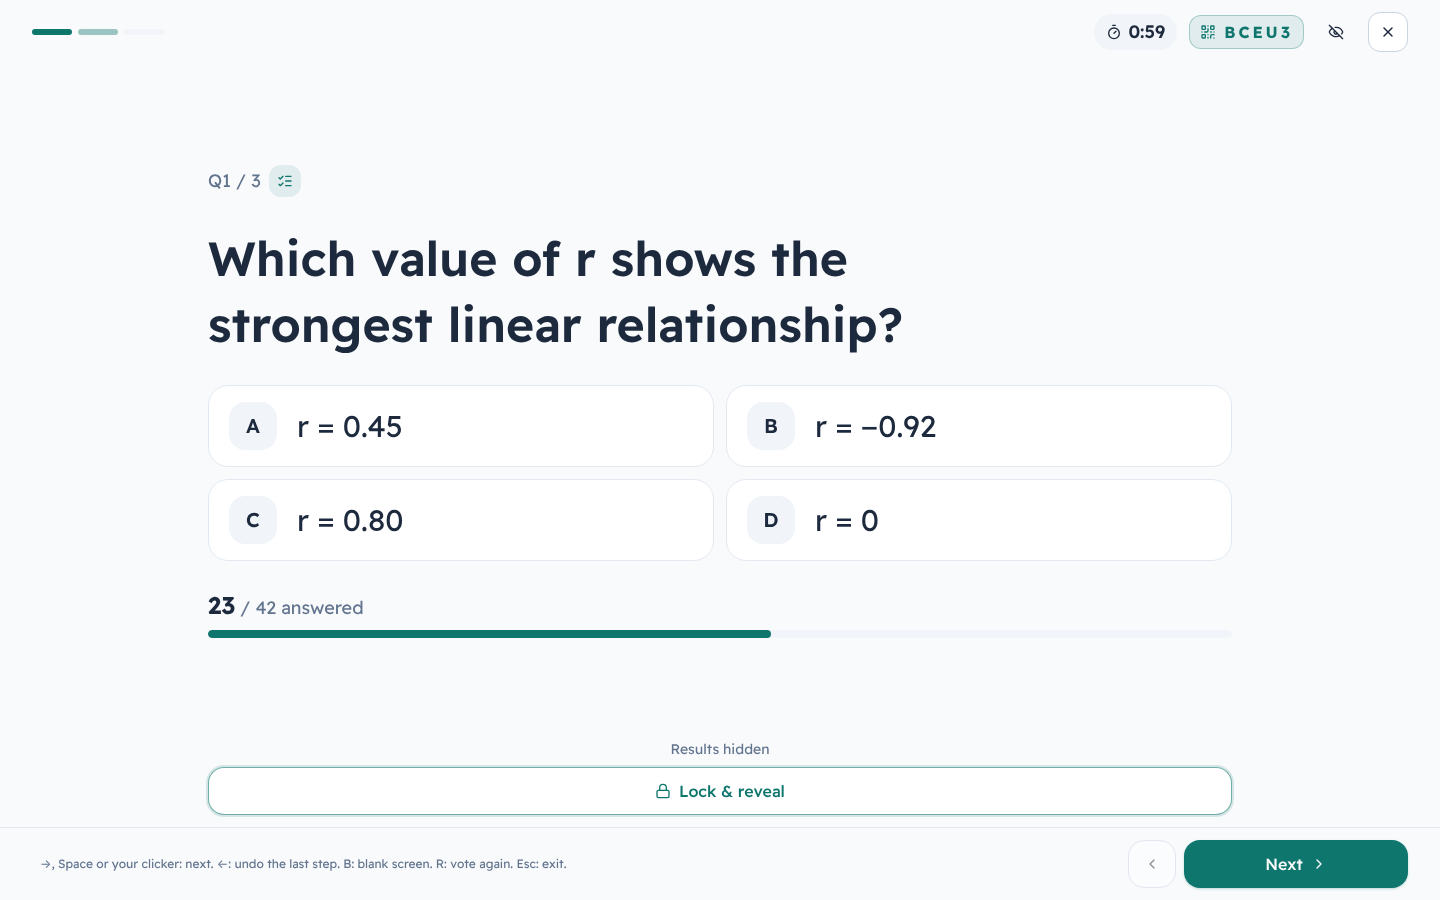 0:59
BCEU3
Q1 / 3
Which value of r shows the
strongest linear relationship?
A r = 0.45
B r = −0.92
C r = 0.80
D r = 0
23 / 42 answered
Results hidden
Lock & reveal
→, Space or your clicker: next. ←: undo the last step. B: blank screen. R: vote again. Esc: exit.
Next